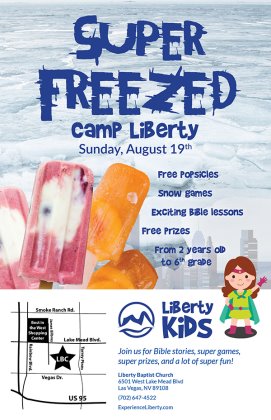 SUPER
FREEZED
Camp Liberty
Sunday, August 19th
Free Popsicles
Snow games
Exciting Bible lessons
Free Prizes
From 2 years old
to 6th grade
Liberty
KiDS
Smoke Ranch Rd.
Best in
the West
Shopping
Center
Rainbow Blvd.
Lake Mead Blvd.
LBC
Vegas Dr.
US 95
Join us for Bible stories, super games,
super prizes, and a lot of super fun!
Liberty Baptist Church
6501 West Lake Mead Blvd
Las Vegas, NV 89108
(702) 647-4522
ExperienceLiberty.com